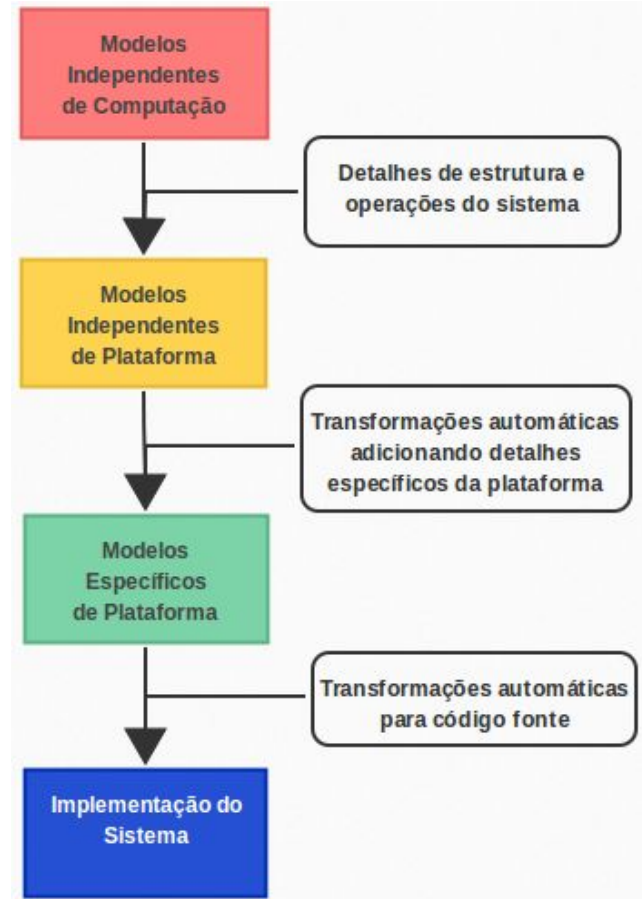 Modelos
Independentes
de Computação
Detalhes de estrutura e
operações do sistema
Modelos
Independentes
de Plataforma
Transformações automáticas
adicionando detalhes
específicos da plataforma
Modelos
Específicos
de Plataforma
Transformações automáticas
para código fonte
Implementação do
Sistema